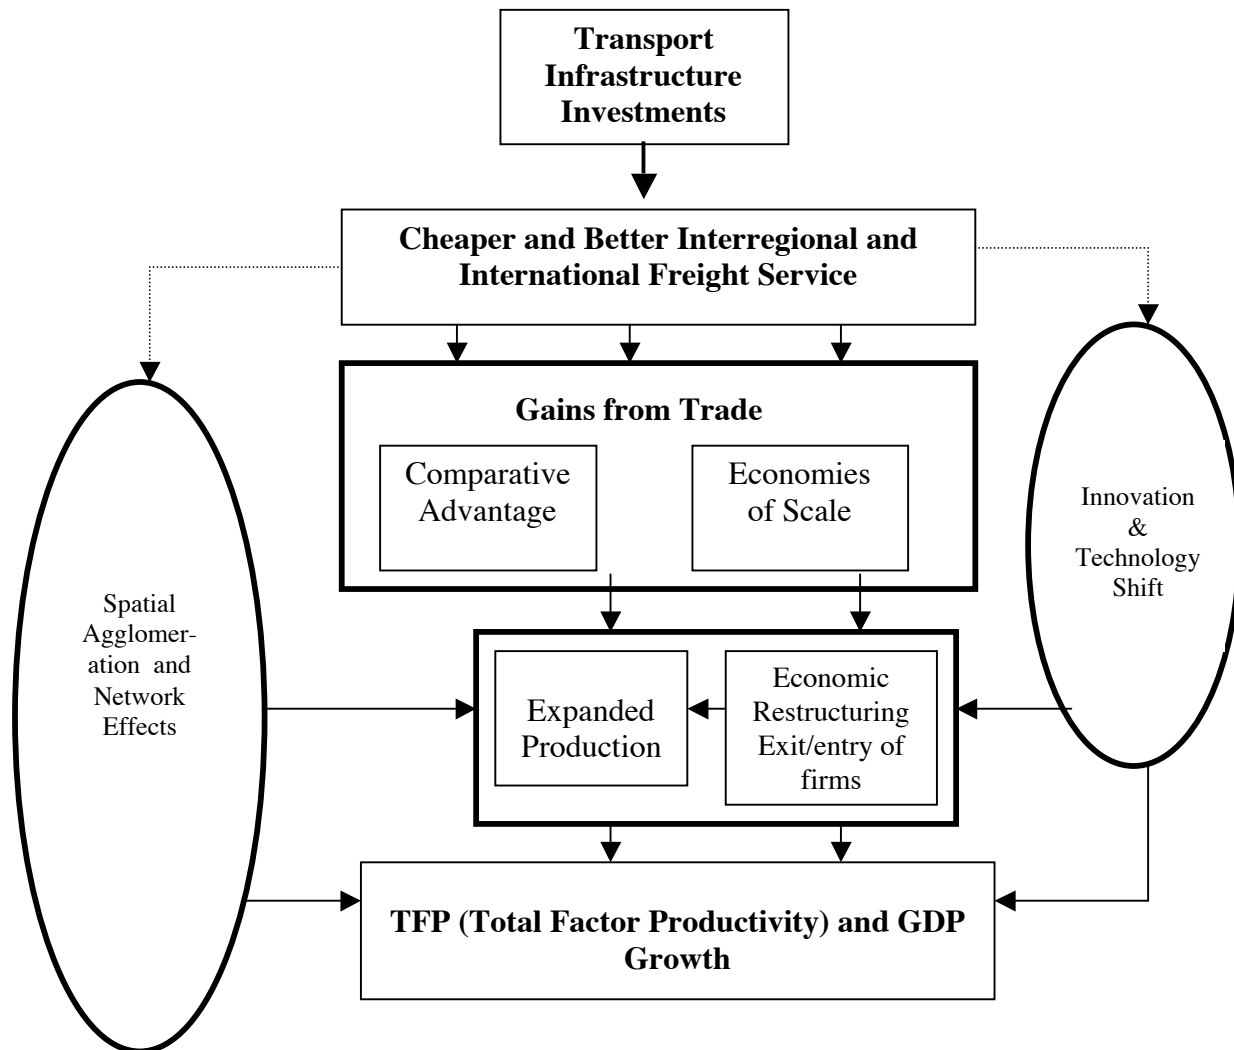 Transport
Infrastructure
Investments
Cheaper and Better Interregional and
International Freight Service
Gains from Trade
Comparative
Advantage
Economies
of Scale
Innovation
&
Technology
Shift
Spatial
Agglomer-
ation and
Network
Effects
Expanded
Production
Economic
Restructuring
Exit/entry of
firms
TFP (Total Factor Productivity) and GDP
Growth